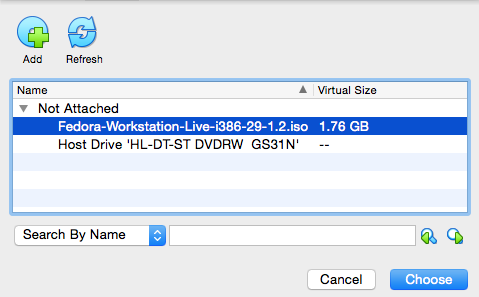 Add Refresh
Name Virtual Size
Not Attached
Fedora-Workstation-Live-i386-29-1.2.iso 1.76 GB
Host Drive 'HL-DT-ST DVDRW  GS31N' --
Search By Name
Cancel Choose